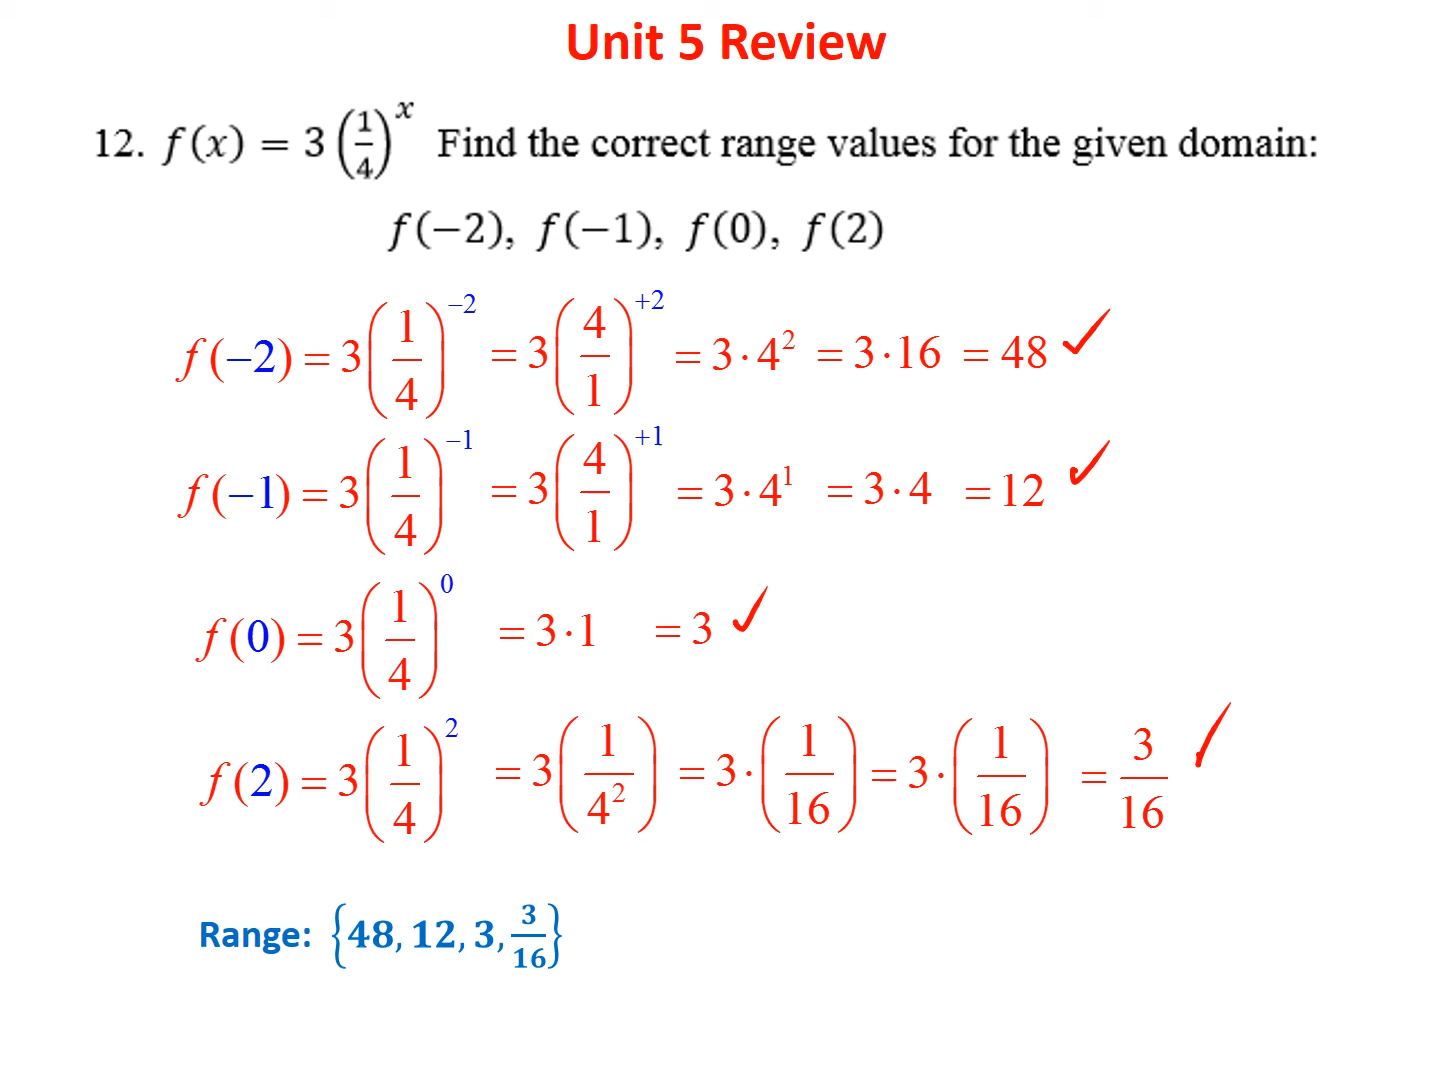 Unit 5 Review
12. f(x) = 3(1/4)^x Find the correct range values for the given domain:
f(−2), f(−1), f(0), f(2)
f(−2) = 3(1/4)^−2 = 3(4/1)^+2 = 3·4^2 = 3·16 = 48 ✓
f(−1) = 3(1/4)^−1 = 3(4/1)^+1 = 3·4^1 = 3·4 = 12 ✓
f(0) = 3(1/4)^0 = 3·1 = 3 ✓
f(2) = 3(1/4)^2 = 3(1/4^2) = 3·(1/16) = 3·(1/16) = 3/16 ✓
Range: {48, 12, 3, 3/16}